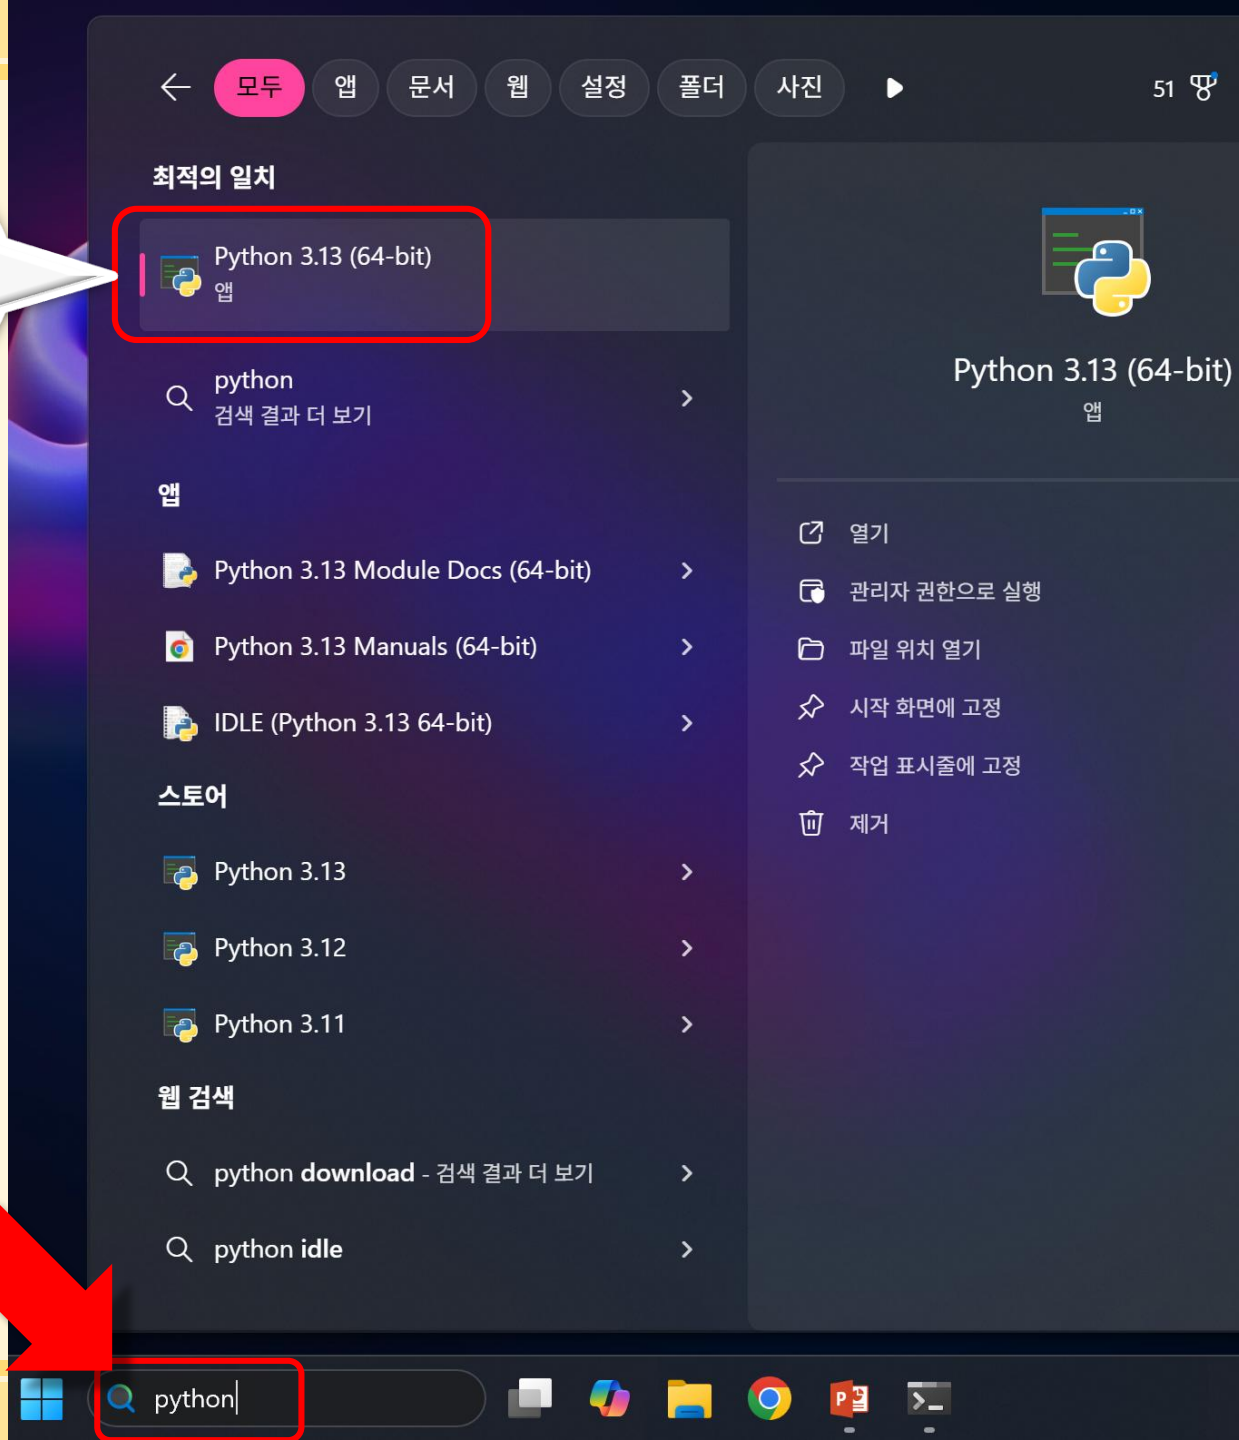 모두 앱 문서 웹 설정 폴더 사진 51
최적의 일치
Python 3.13 (64-bit)
앱
python
검색 결과 더 보기
앱
Python 3.13 Module Docs (64-bit)
Python 3.13 Manuals (64-bit)
IDLE (Python 3.13 64-bit)
스토어
Python 3.13
Python 3.12
Python 3.11
웹 검색
python download - 검색 결과 더 보기
python idle
Python 3.13 (64-bit)
앱
열기
관리자 권한으로 실행
파일 위치 열기
시작 화면에 고정
작업 표시줄에 고정
제거
python